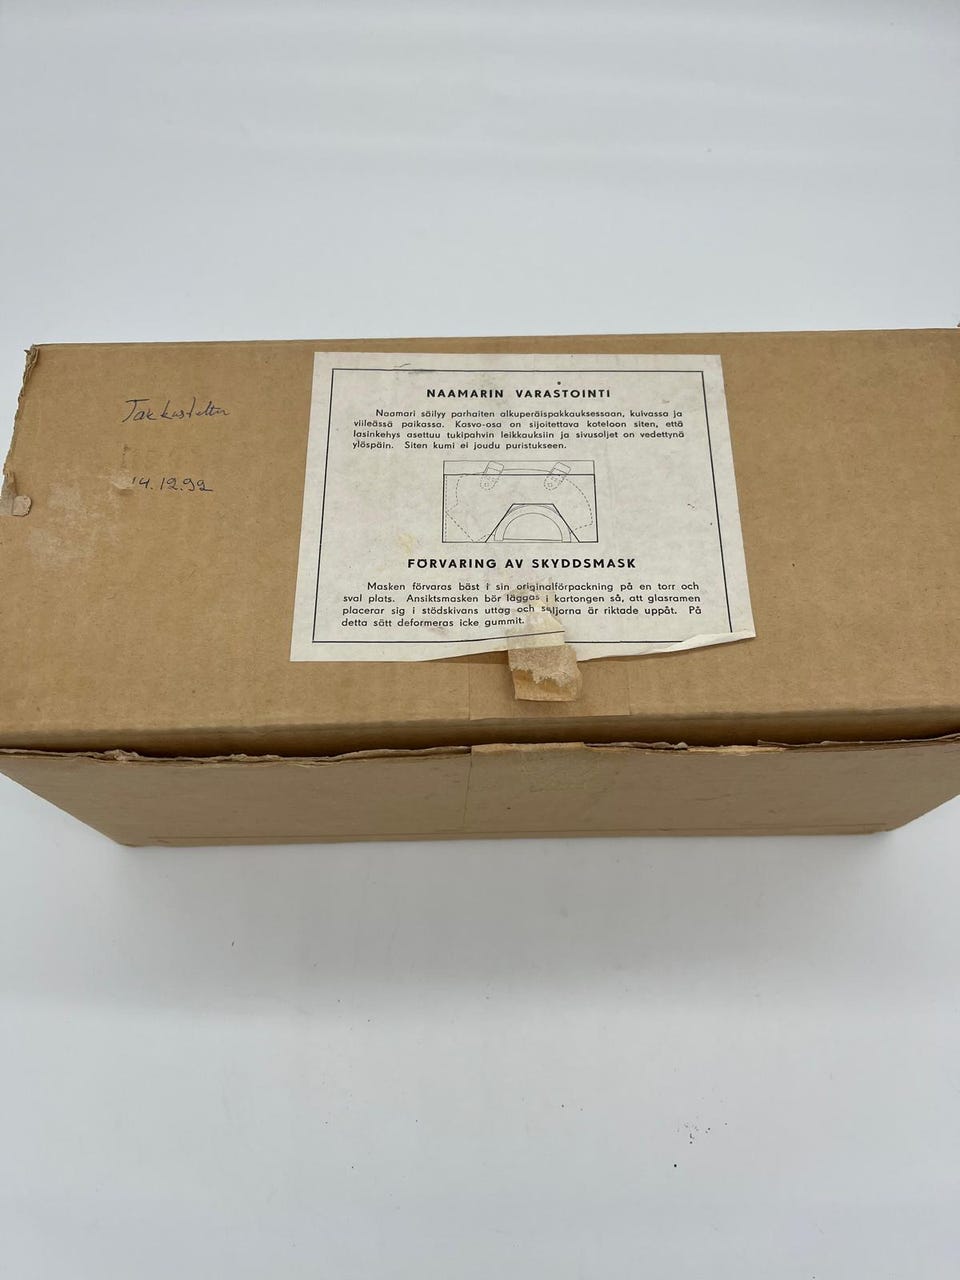 Tarkastettu
14.12.92
NAAMARIN VARASTOINTI
Naamari säilyy parhaiten alkuperäispakkauksessaan, kuivassa ja
viileässä paikassa. Kasvo-osa on sijoitettava koteloon siten, että
lasinkehys asettuu tukipahvin leikkauksiin ja sivusoljet on vedettynä
ylöspäin. Siten kumi ei joudu puristukseen.
FÖRVARING AV SKYDDSMASK
Masken förvaras bäst i sin originalförpackning på en torr och
sval plats. Ansiktsmasken bör läggas i kartongen så, att glasramen
placerar sig i stödskivans uttag och söljorna är riktade uppåt. På
detta sätt deformeras icke gummit.